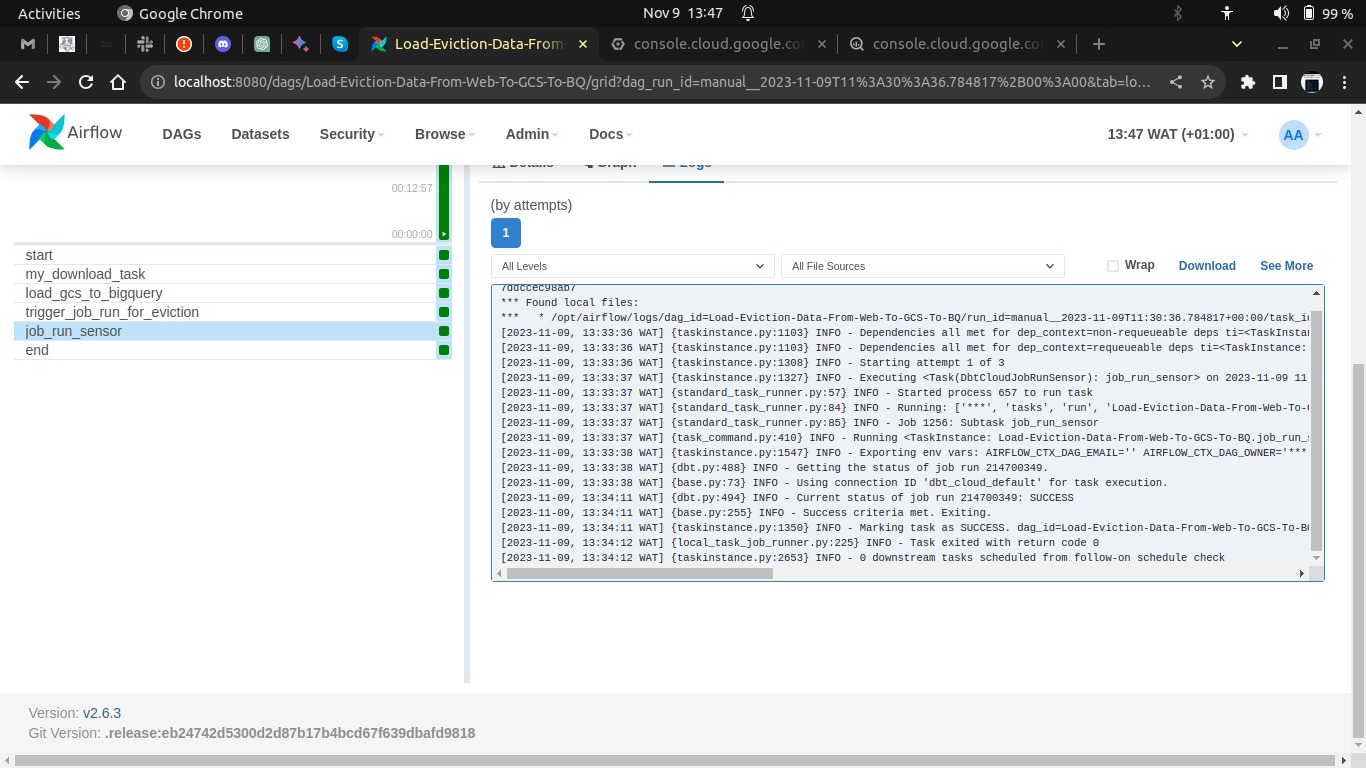 Activities Google Chrome Nov 9 13:47 99 %
Load-Eviction-Data-From- console.cloud.google.co console.cloud.google.co
localhost:8080/dags/Load-Eviction-Data-From-Web-To-GCS-To-BQ/grid?dag_run_id=manual__2023-11-09T11%3A30%3A36.784817%2B00%3A00&tab=lo...
Airflow DAGs Datasets Security Browse Admin Docs 13:47 WAT (+01:00) AA
Details Graph Logs
00:12:57
00:00:00
start
my_download_task
load_gcs_to_bigquery
trigger_job_run_for_eviction
job_run_sensor
end
(by attempts)
1
All Levels All File Sources Wrap Download See More
7ddccec98ab7
*** Found local files:
***   * /opt/airflow/logs/dag_id=Load-Eviction-Data-From-Web-To-GCS-To-BQ/run_id=manual__2023-11-09T11:30:36.784817+00:00/task_i
[2023-11-09, 13:33:36 WAT] {taskinstance.py:1103} INFO - Dependencies all met for dep_context=non-requeueable deps ti=<TaskInstan
[2023-11-09, 13:33:36 WAT] {taskinstance.py:1103} INFO - Dependencies all met for dep_context=requeueable deps ti=<TaskInstance:
[2023-11-09, 13:33:36 WAT] {taskinstance.py:1308} INFO - Starting attempt 1 of 3
[2023-11-09, 13:33:37 WAT] {taskinstance.py:1327} INFO - Executing <Task(DbtCloudJobRunSensor): job_run_sensor> on 2023-11-09 11
[2023-11-09, 13:33:37 WAT] {standard_task_runner.py:57} INFO - Started process 657 to run task
[2023-11-09, 13:33:37 WAT] {standard_task_runner.py:84} INFO - Running: ['***', 'tasks', 'run', 'Load-Eviction-Data-From-Web-To-G
[2023-11-09, 13:33:37 WAT] {standard_task_runner.py:85} INFO - Job 1256: Subtask job_run_sensor
[2023-11-09, 13:33:37 WAT] {task_command.py:410} INFO - Running <TaskInstance: Load-Eviction-Data-From-Web-To-GCS-To-BQ.job_run_s
[2023-11-09, 13:33:38 WAT] {taskinstance.py:1547} INFO - Exporting env vars: AIRFLOW_CTX_DAG_EMAIL='' AIRFLOW_CTX_DAG_OWNER='***
[2023-11-09, 13:33:38 WAT] {dbt.py:488} INFO - Getting the status of job run 214700349.
[2023-11-09, 13:33:38 WAT] {base.py:73} INFO - Using connection ID 'dbt_cloud_default' for task execution.
[2023-11-09, 13:34:11 WAT] {dbt.py:494} INFO - Current status of job run 214700349: SUCCESS
[2023-11-09, 13:34:11 WAT] {base.py:255} INFO - Success criteria met. Exiting.
[2023-11-09, 13:34:11 WAT] {taskinstance.py:1350} INFO - Marking task as SUCCESS. dag_id=Load-Eviction-Data-From-Web-To-GCS-To-BQ
[2023-11-09, 13:34:12 WAT] {local_task_job_runner.py:225} INFO - Task exited with return code 0
[2023-11-09, 13:34:12 WAT] {taskinstance.py:2653} INFO - 0 downstream tasks scheduled from follow-on schedule check
Version: v2.6.3
Git Version: .release:eb24742d5300d2d87b17b4bcd67f639dbafd9818